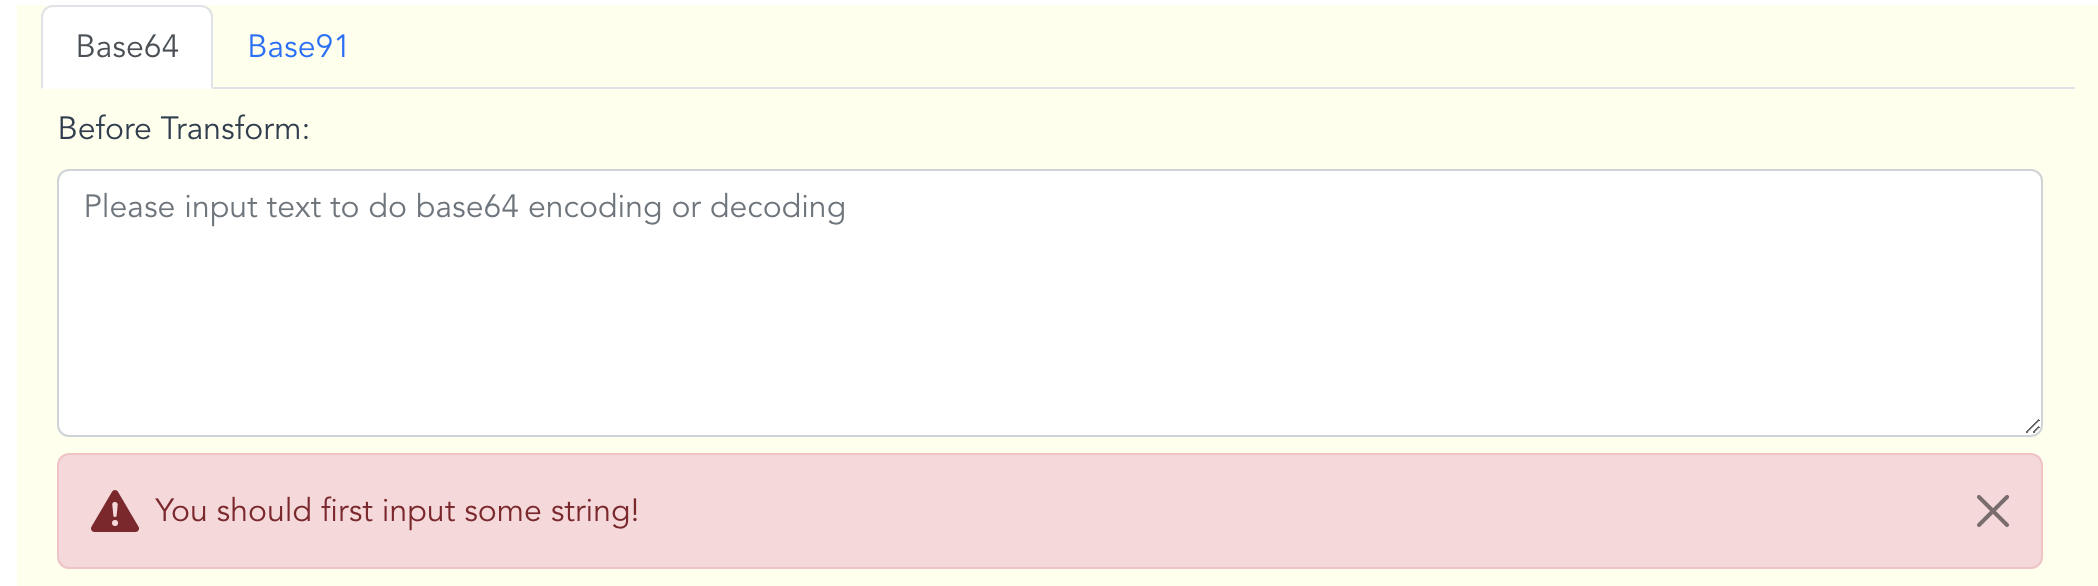 Base64 Base91
Before Transform:
Please input text to do base64 encoding or decoding
You should first input some string!